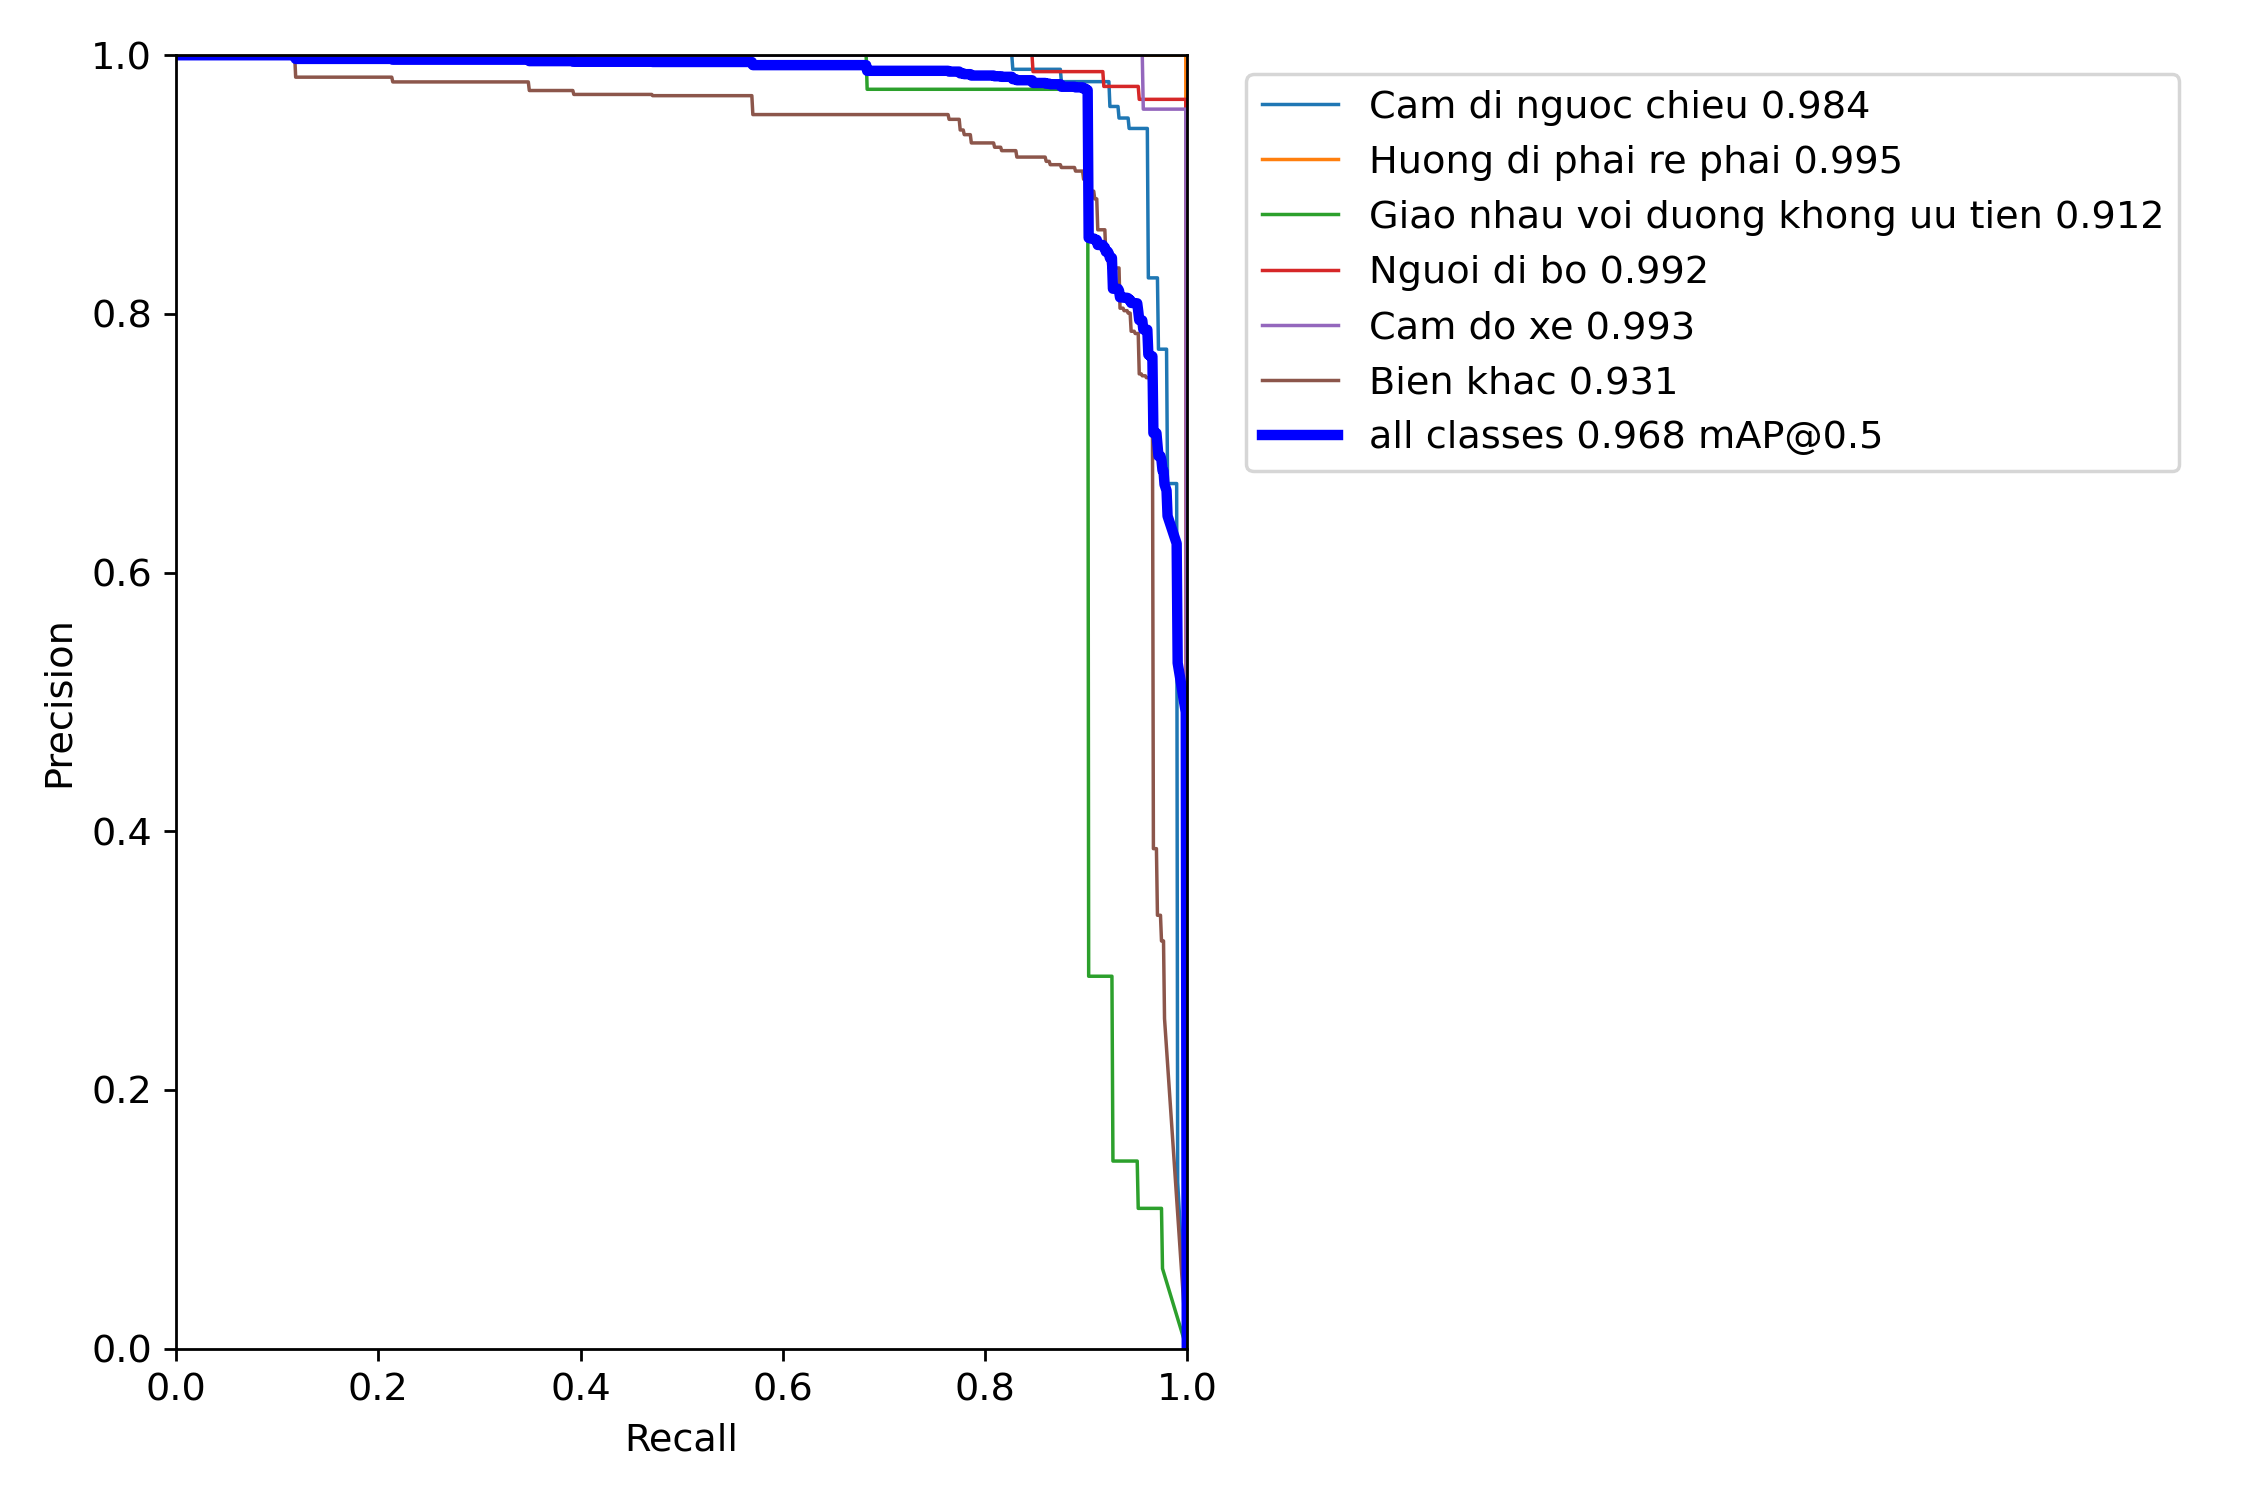 1.0
0.8
0.6
0.4
0.2
0.0
0.0 0.2 0.4 0.6 0.8 1.0
Precision
Recall
Cam di nguoc chieu 0.984
Huong di phai re phai 0.995
Giao nhau voi duong khong uu tien 0.912
Nguoi di bo 0.992
Cam do xe 0.993
Bien khac 0.931
all classes 0.968 mAP@0.5